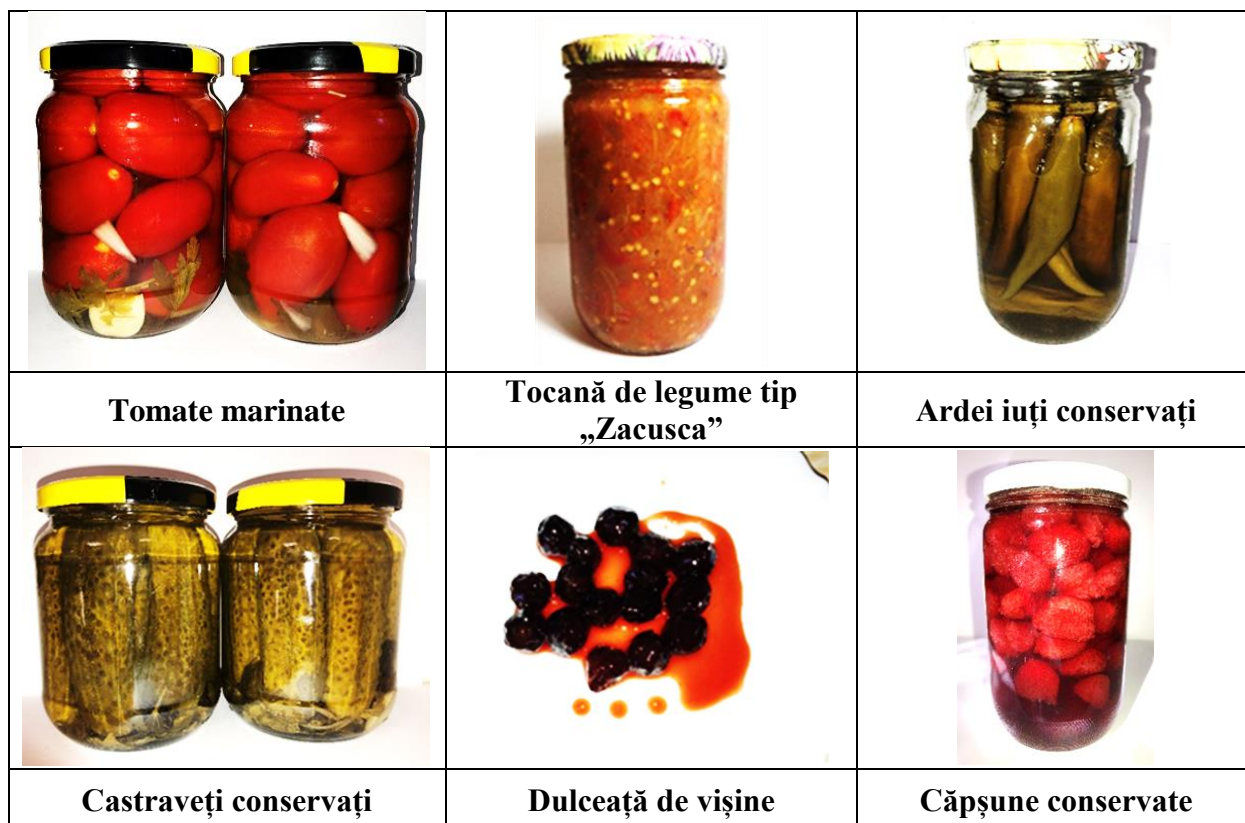 Tomate marinate
Tocană de legume tip
„Zacusca”
Ardei iuți conservați
Castraveți conservați
Dulceață de vișine
Căpșune conservate